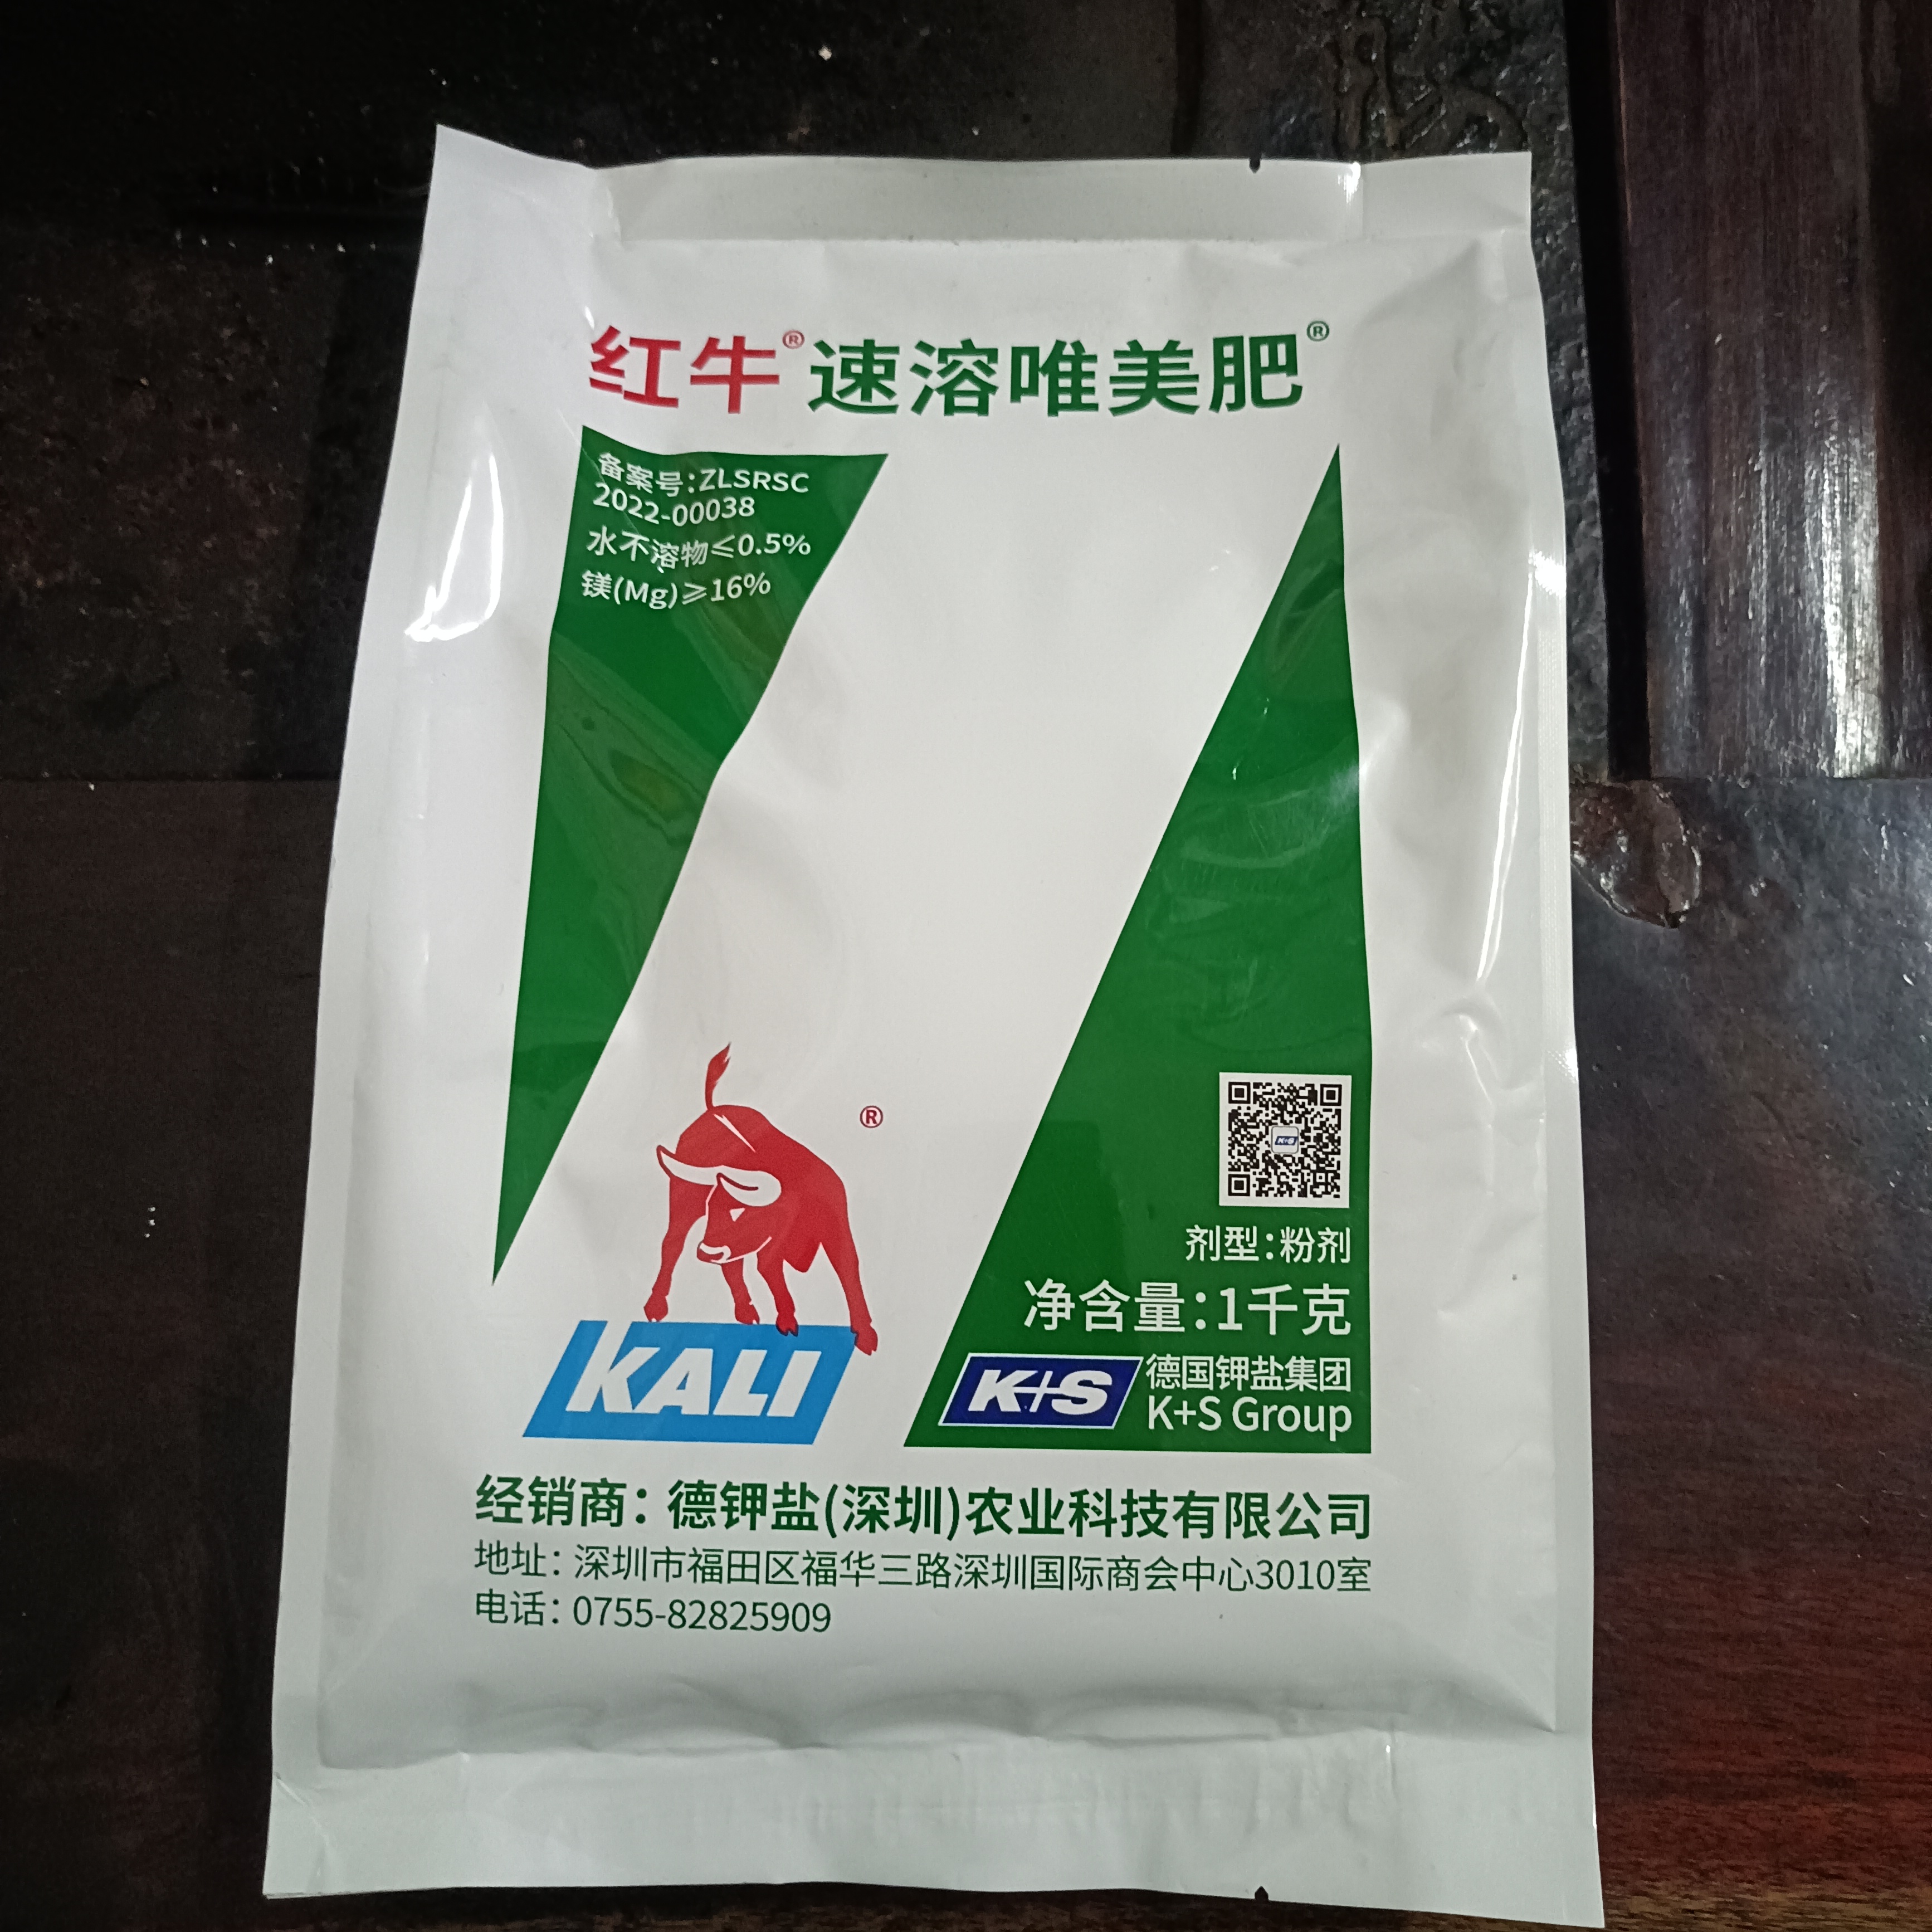 红牛®速溶唯美肥®
备案号:ZLSRSC
2022-00038
水不溶物≤0.5%
镁(Mg)≥16%
®
KALI
K+S
剂型:粉剂
净含量:1千克
K+S
德国钾盐集团
K+S Group
经销商：德钾盐(深圳)农业科技有限公司
地址：深圳市福田区福华三路深圳国际商会中心3010室
电话：0755-82825909